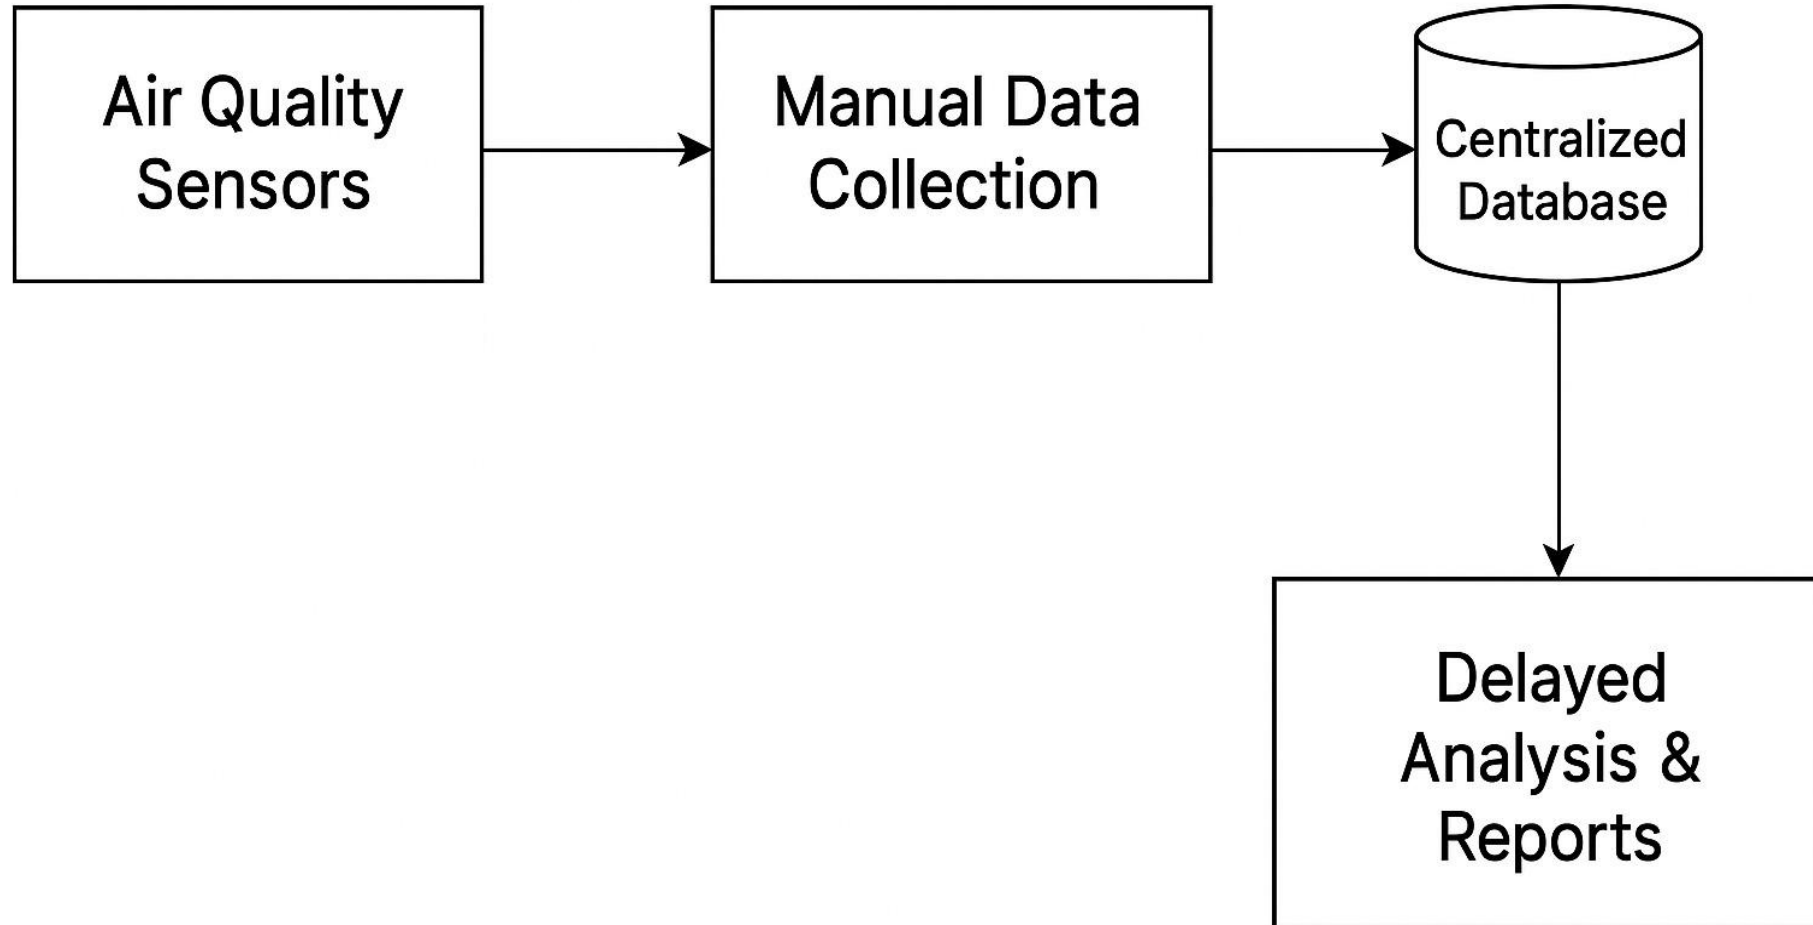 Air Quality
Sensors
Manual Data
Collection
Centralized
Database
Delayed
Analysis &
Reports